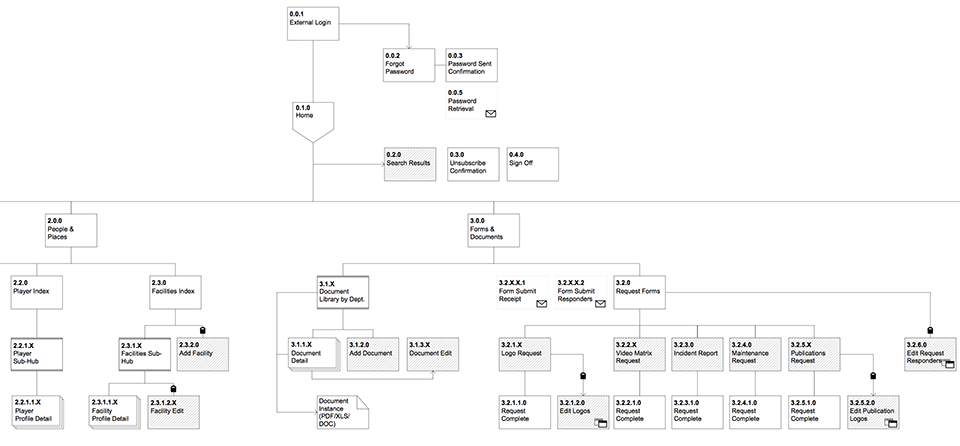 0.0.1
External Login
0.0.2
Forgot
Password
0.0.3
Password Sent
Confirmation
0.0.5
Password
Retrieval
0.1.0
Home
0.2.0
Search Results
0.3.0
Unsubscribe
Confirmation
0.4.0
Sign Off
2.0.0
People &
Places
3.0.0
Forms &
Documents
2.2.0
Player Index
2.3.0
Facilities Index
3.1.X
Document
Library by Dept.
3.2.X.X.1
Form Submit
Receipt
3.2.X.X.2
Form Submit
Responders
3.2.0
Request Forms
2.2.1.X
Player
Sub-Hub
2.3.1.X
Facilities Sub-
Hub
2.3.2.0
Add Facility
3.1.1.X
Document
Detail
3.1.2.0
Add Document
3.1.3.X
Document Edit
3.2.1.X
Logo Request
3.2.2.X
Video Matrix
Request
3.2.3.0
Incident Report
3.2.4.0
Maintenance
Request
3.2.5.X
Publications
Request
3.2.6.0
Edit Request
Responders
2.2.1.1.X
Player
Profile Detail
2.3.1.1.X
Facility
Profile Detail
2.3.1.2.X
Facility Edit
Document
Instance
(PDF/XLS/
DOC)
3.2.1.1.0
Request
Complete
3.2.1.2.0
Edit Logos
3.2.2.1.0
Request
Complete
3.2.3.1.0
Request
Complete
3.2.4.1.0
Request
Complete
3.2.5.1.0
Request
Complete
3.2.5.2.0
Edit Publication
Logos